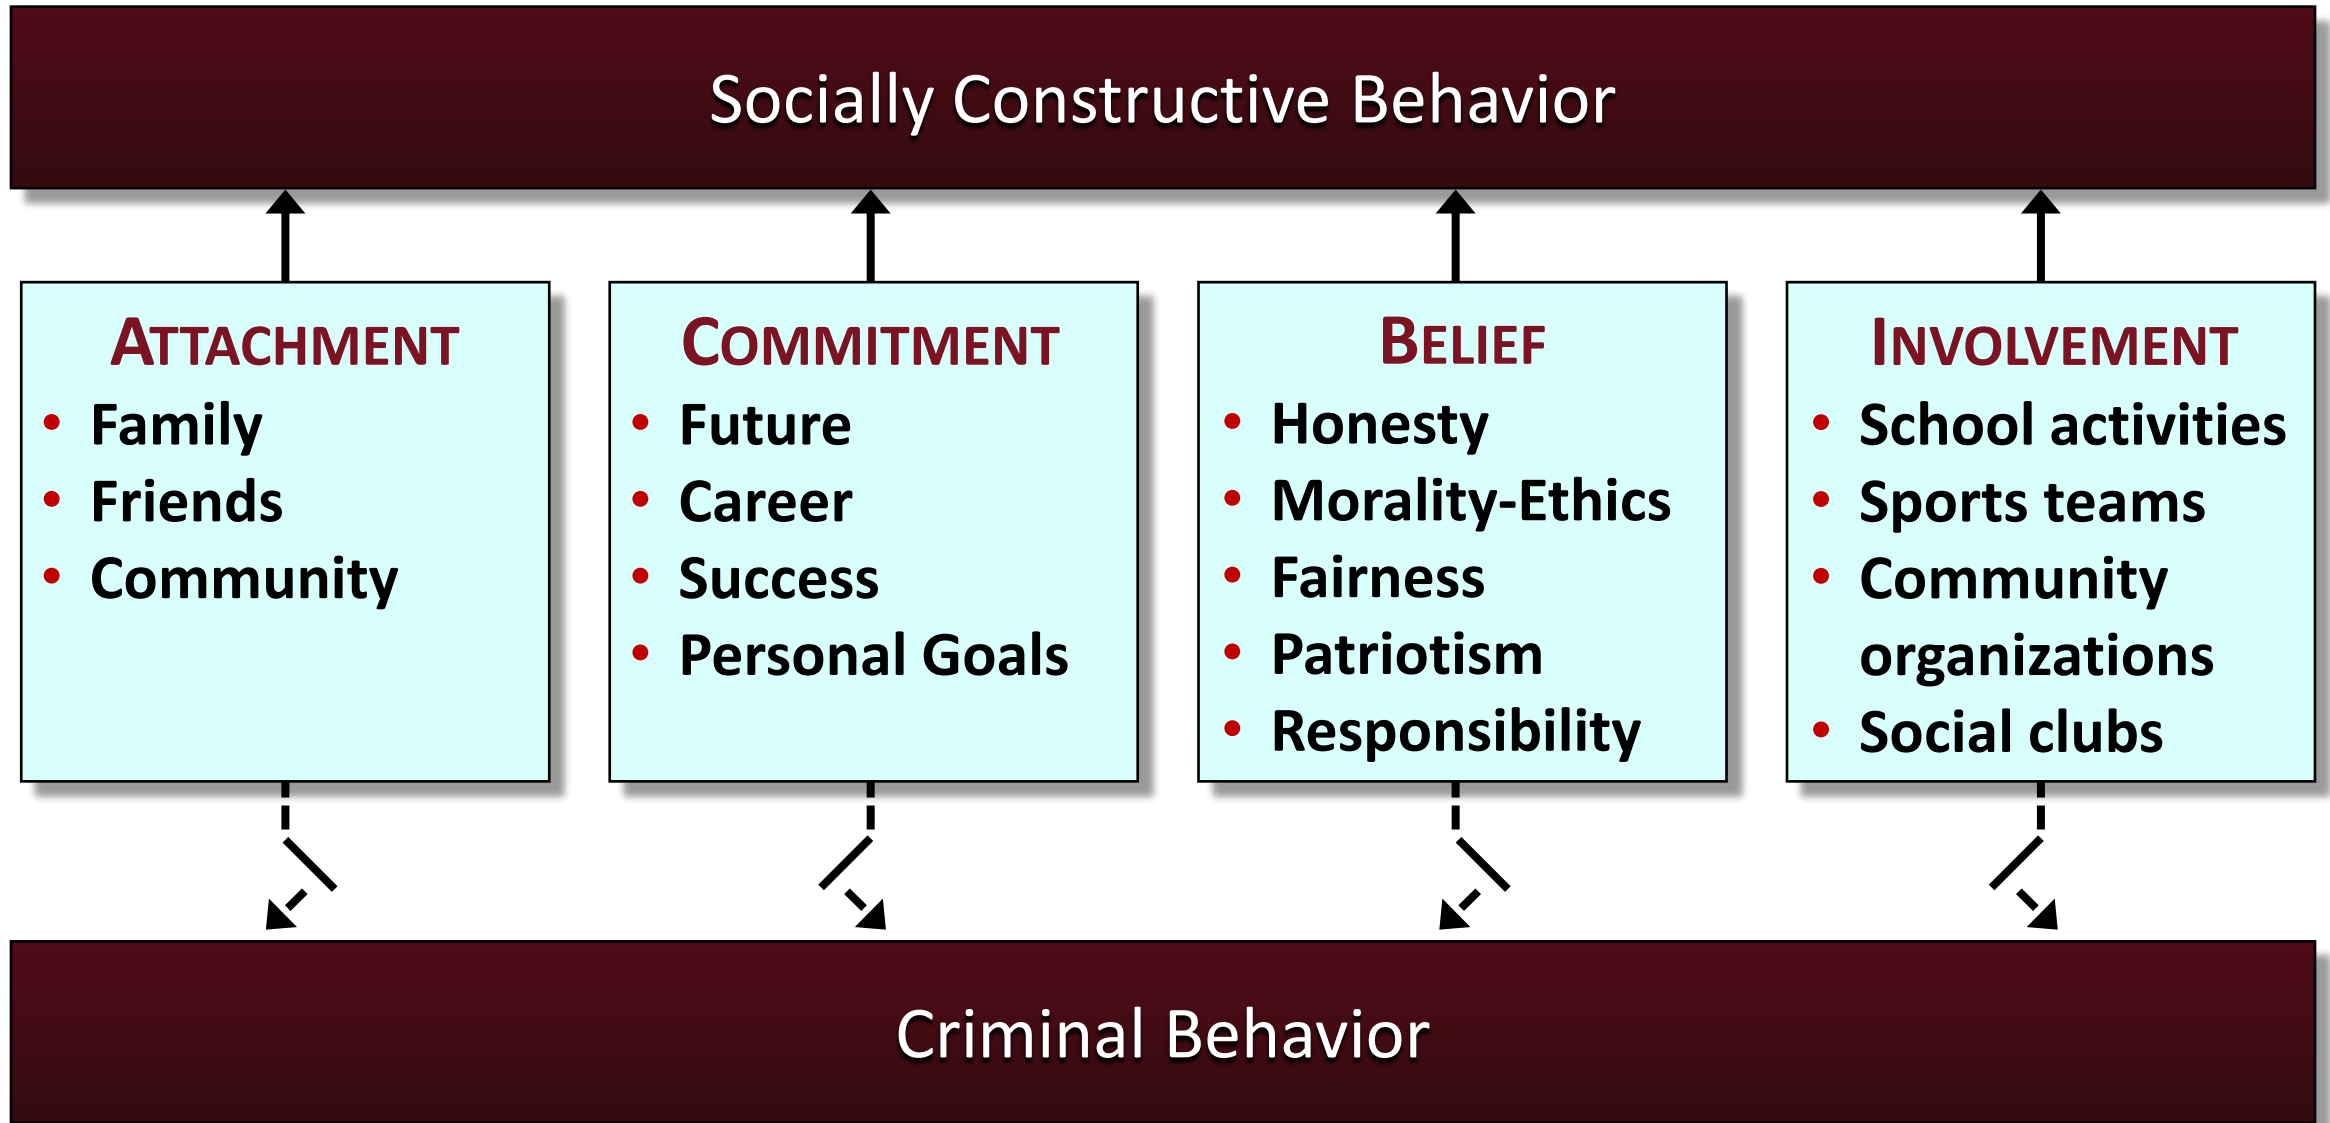 Socially Constructive Behavior
ATTACHMENT
• Family
• Friends
• Community
COMMITMENT
• Future
• Career
• Success
• Personal Goals
BELIEF
• Honesty
• Morality-Ethics
• Fairness
• Patriotism
• Responsibility
INVOLVEMENT
• School activities
• Sports teams
• Community
organizations
• Social clubs
Criminal Behavior